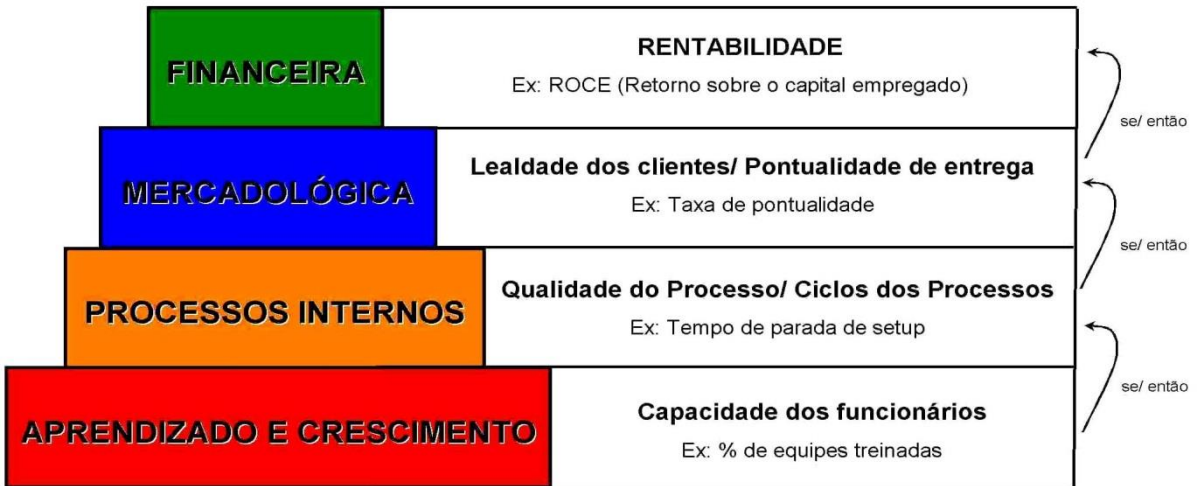 FINANCEIRA
RENTABILIDADE
Ex: ROCE (Retorno sobre o capital empregado)
se/ então
MERCADOLÓGICA
Lealdade dos clientes/ Pontualidade de entrega
Ex: Taxa de pontualidade
se/ então
PROCESSOS INTERNOS
Qualidade do Processo/ Ciclos dos Processos
Ex: Tempo de parada de setup
se/ então
APRENDIZADO E CRESCIMENTO
Capacidade dos funcionários
Ex: % de equipes treinadas